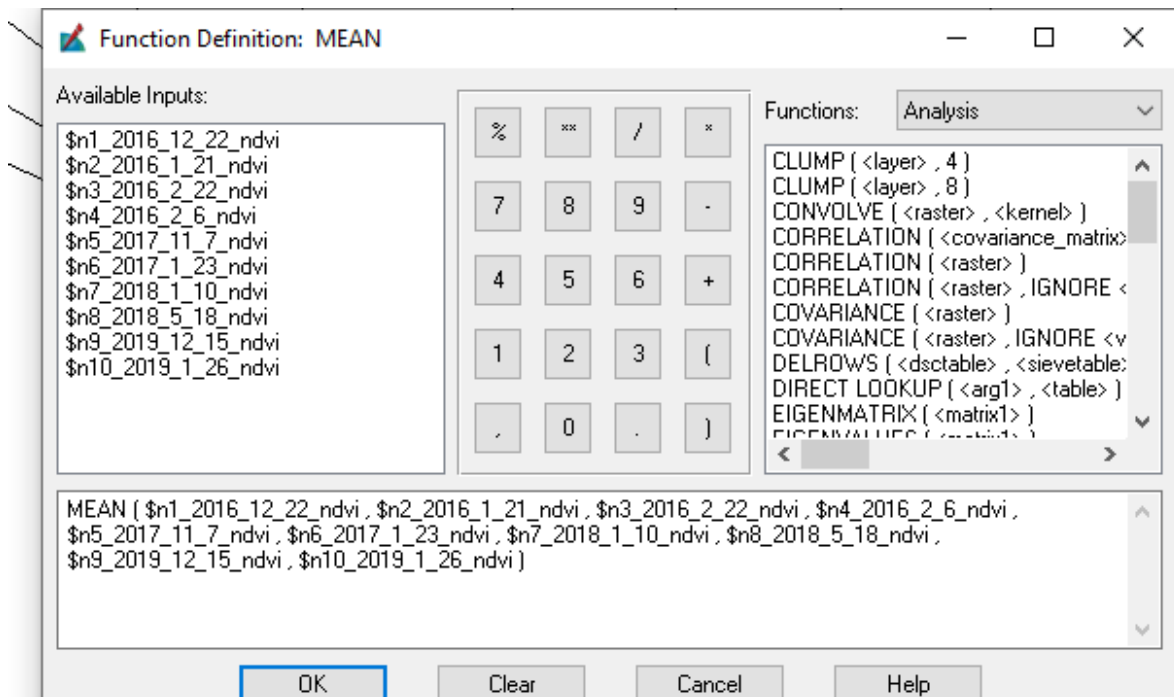 Function Definition: MEAN
Available Inputs:
$n1_2016_12_22_ndvi
$n2_2016_1_21_ndvi
$n3_2016_2_22_ndvi
$n4_2016_2_6_ndvi
$n5_2017_11_7_ndvi
$n6_2017_1_23_ndvi
$n7_2018_1_10_ndvi
$n8_2018_5_18_ndvi
$n9_2019_12_15_ndvi
$n10_2019_1_26_ndvi
% ** / *
7 8 9 -
4 5 6 +
1 2 3 (
, 0 . )
Functions: Analysis
CLUMP ( <layer> , 4 )
CLUMP ( <layer> , 8 )
CONVOLVE ( <raster> , <kernel> )
CORRELATION ( <covariance_matrix>
CORRELATION ( <raster> )
CORRELATION ( <raster> , IGNORE <
COVARIANCE ( <raster> )
COVARIANCE ( <raster> , IGNORE <v
DELROWS ( <dsctable> , <sievetable>
DIRECT LOOKUP ( <arg1> , <table> )
EIGENMATRIX ( <matrix1> )
EIGENVALUES ( <matrix1> )
MEAN ( $n1_2016_12_22_ndvi , $n2_2016_1_21_ndvi , $n3_2016_2_22_ndvi , $n4_2016_2_6_ndvi ,
$n5_2017_11_7_ndvi , $n6_2017_1_23_ndvi , $n7_2018_1_10_ndvi , $n8_2018_5_18_ndvi ,
$n9_2019_12_15_ndvi , $n10_2019_1_26_ndvi )
OK Clear Cancel Help